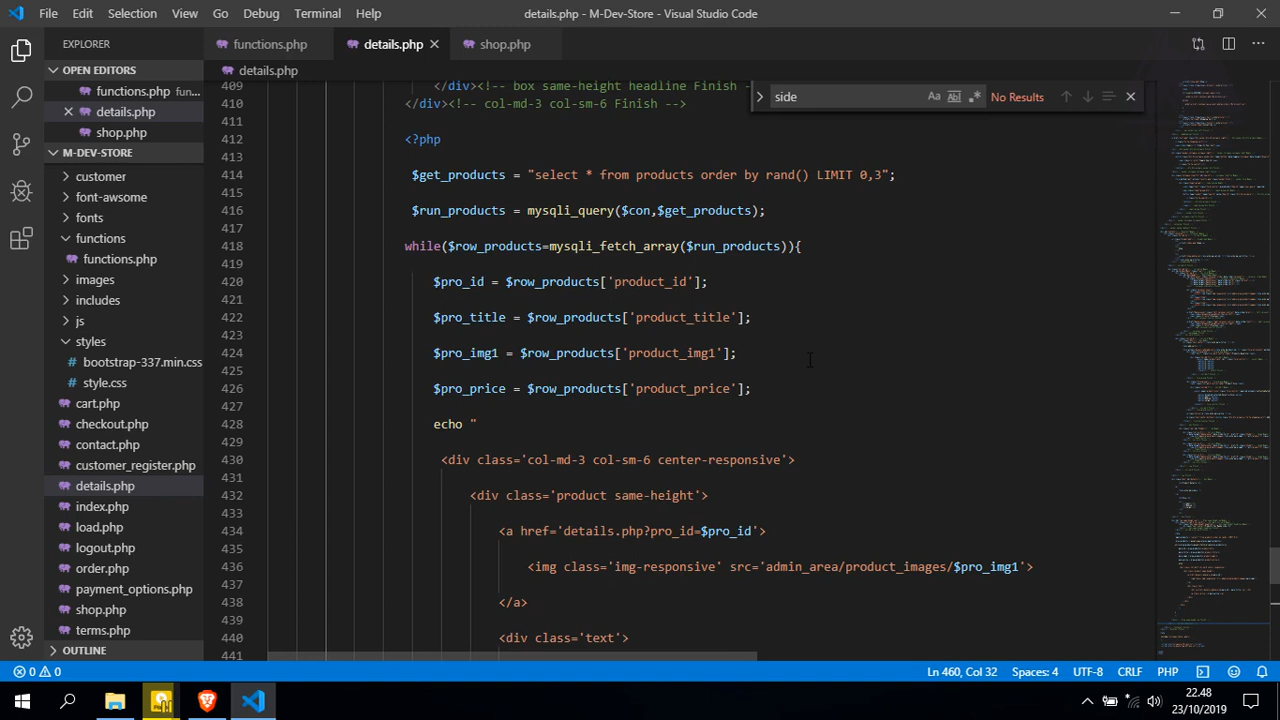 File Edit Selection View Go Debug Terminal Help details.php - M-Dev-Store - Visual Studio Code
EXPLORER functions.php details.php shop.php
OPEN EDITORS details.php
functions.php func...
details.php
shop.php
M-DEV-STORE
customer
font-awsome
fonts
functions
functions.php
images
includes
js
styles
bootstrap-337.min.css
style.css
cart.php
checkout.php
contact.php
customer_register.php
details.php
index.php
load.php
logout.php
order.php
payment_options.php
shop.php
terms.php
OUTLINE
slide Aa No Results
409 </div><!-- box same-height headline Finish
410 </div><!-- col-md-3 col-sm-6 Finish -->
411
412 <?php
413
414 $get_products = "select * from products order by rand() LIMIT 0,3";
415
416 $run_products = mysqli_query($con,$get_products);
417
418 while($row_products=mysqli_fetch_array($run_products)){
419
420 $pro_id = $row_products['product_id'];
421
422 $pro_title = $row_products['product_title'];
423
424 $pro_img1 = $row_products['product_img1'];
425
426 $pro_price = $row_products['product_price'];
427
428 echo "
429
430 <div class='col-md-3 col-sm-6 center-responsive'>
431
432 <div class='product same-height'>
433
434 <a href='details.php?pro_id=$pro_id'>
435
436 <img class='img-responsive' src='admin_area/product_images/$pro_img1'>
437
438 </a>
439
440 <div class='text'>
441
0 0 Ln 460, Col 32 Spaces: 4 UTF-8 CRLF PHP
22.48
23/10/2019